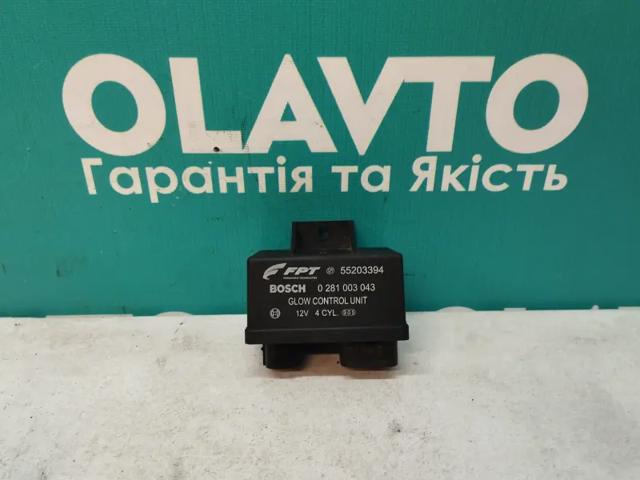 OLAVTO
Гарантія та Якість
FPT 55203394
BOSCH 0 281 003 043
GLOW CONTROL UNIT
12V 4 CYL.